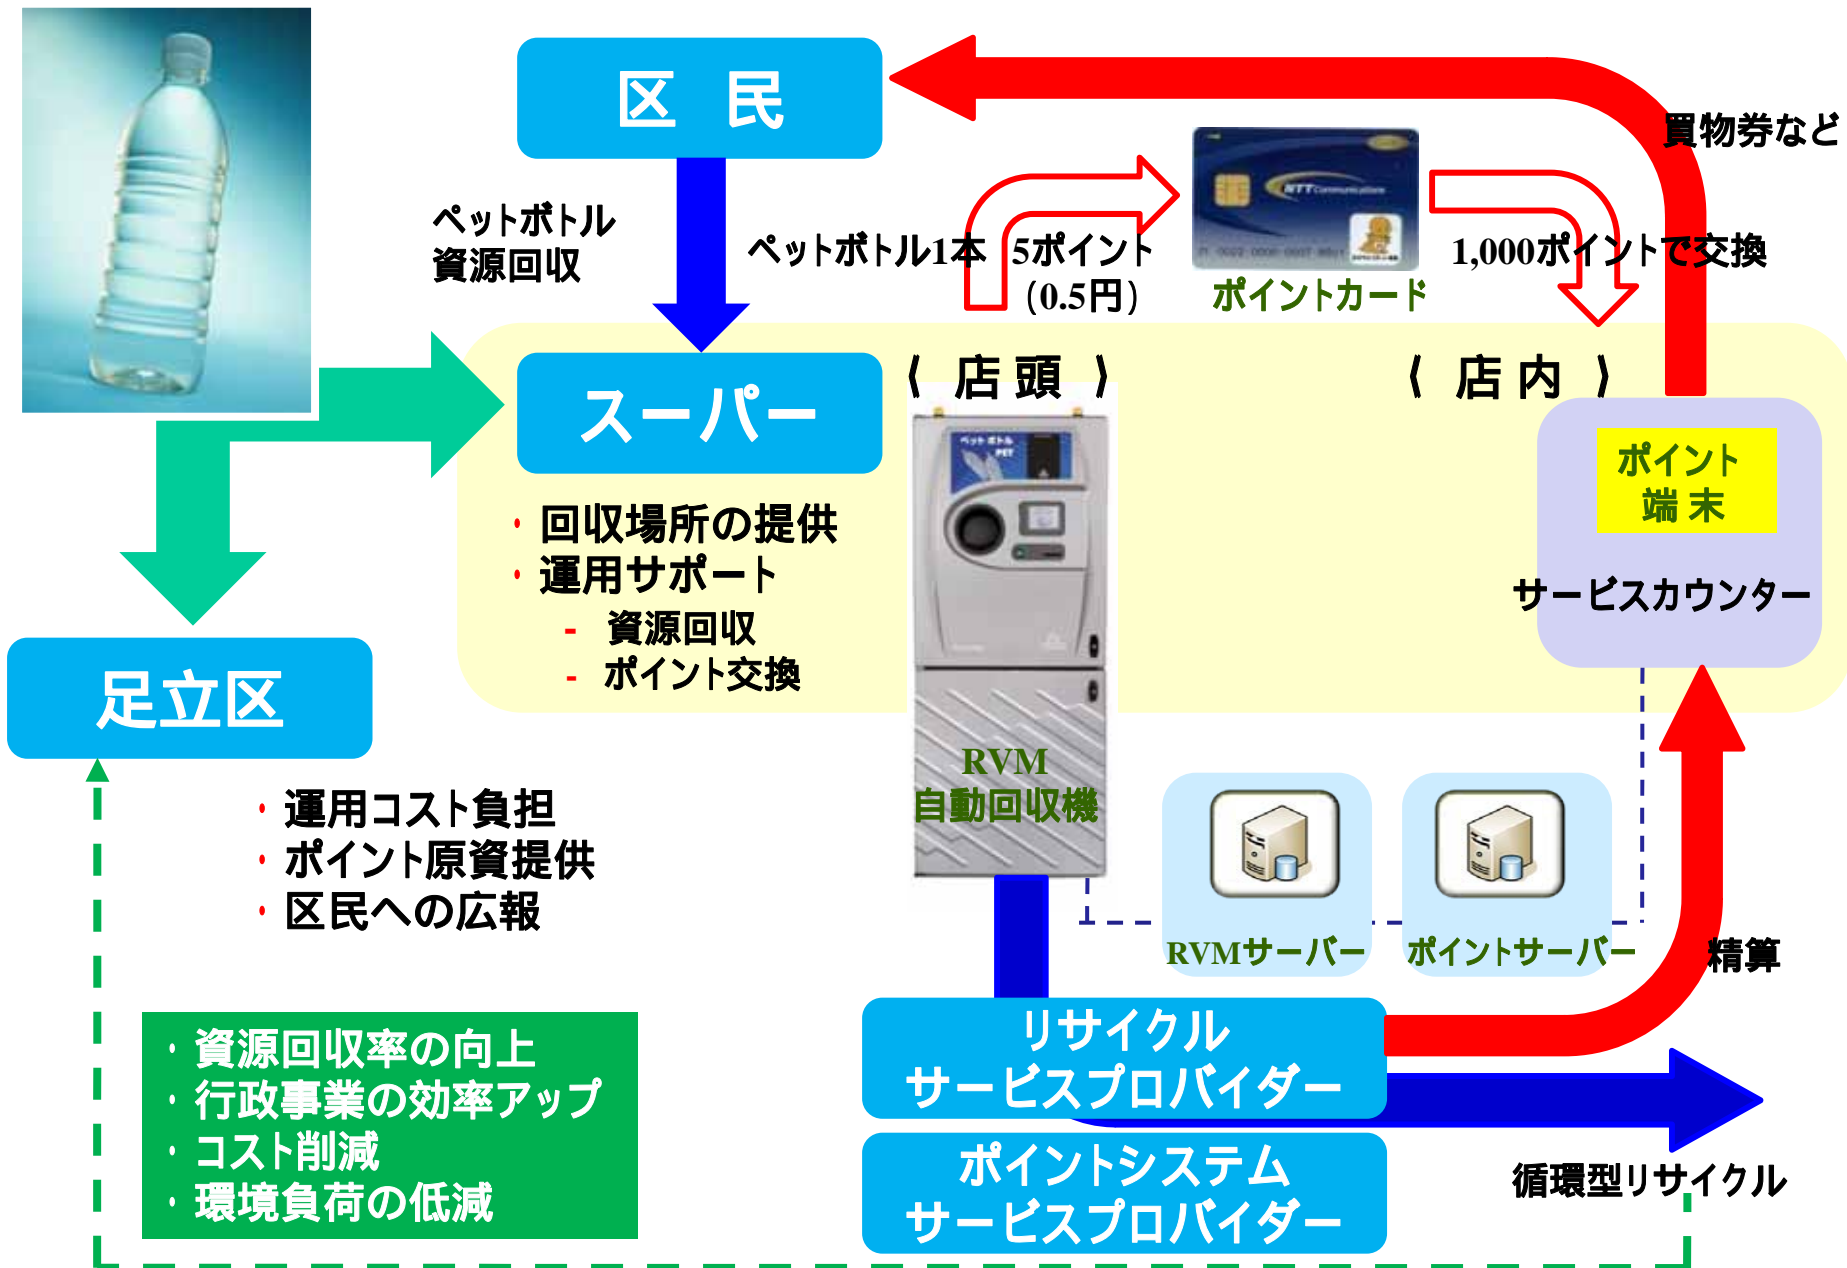 区 民
買物券など
NTT Communications
ペットボトル
資源回収
ペットボトル1本 5ポイント
(0.5円)
1,000ポイントで交換
ポイントカード
スーパー
( 店 頭 )
( 店 内 )
ペットボトル
PET
ポイント
端 末
サービスカウンター
・回収場所の提供
・運用サポート
- 資源回収
- ポイント交換
足立区
RVM
自動回収機
・運用コスト負担
・ポイント原資提供
・区民への広報
RVMサーバー
ポイントサーバー
精算
・資源回収率の向上
・行政事業の効率アップ
・コスト削減
・環境負荷の低減
リサイクル
サービスプロバイダー
ポイントシステム
サービスプロバイダー
循環型リサイクル